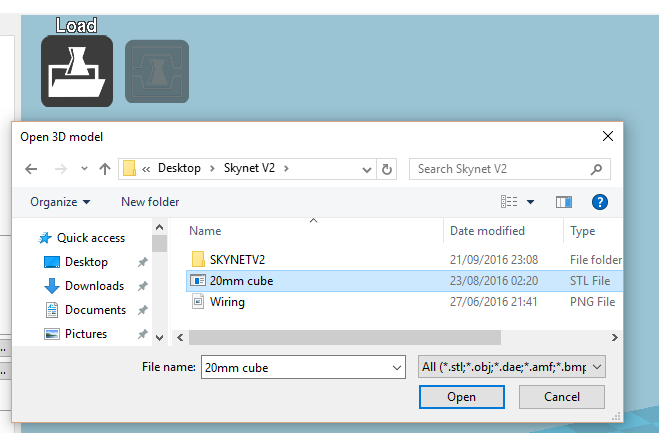 Load
Open 3D model
« Desktop > Skynet V2 >
Search Skynet V2
Organize
New folder
?
Name Date modified Type
Quick access
Desktop
Downloads
Documents
Pictures
SKYNETV2 21/09/2016 23:08 File folder
20mm cube 23/08/2016 02:20 STL File
Wiring 27/06/2016 21:41 PNG File
File name: 20mm cube
All (*.stl;*.obj;*.dae;*.amf;*.bmp
Open
Cancel